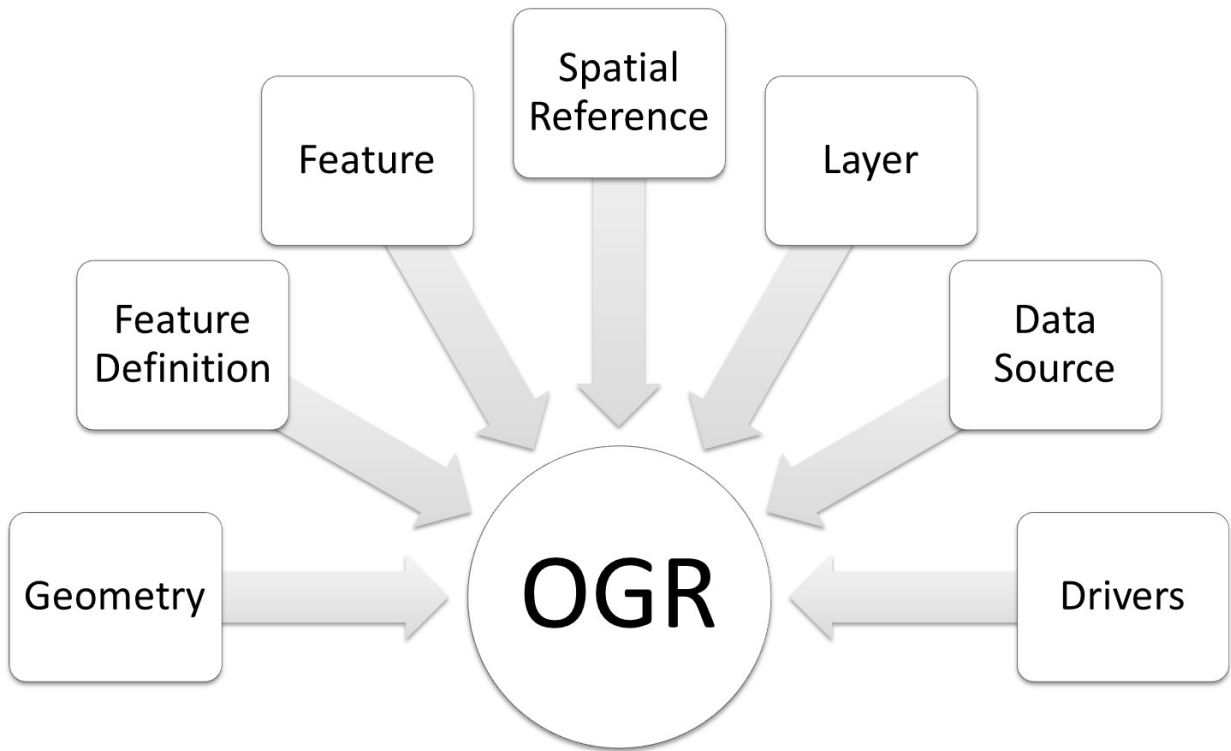 Spatial
Reference
Feature
Layer
Feature
Definition
Data
Source
Geometry
OGR
Drivers